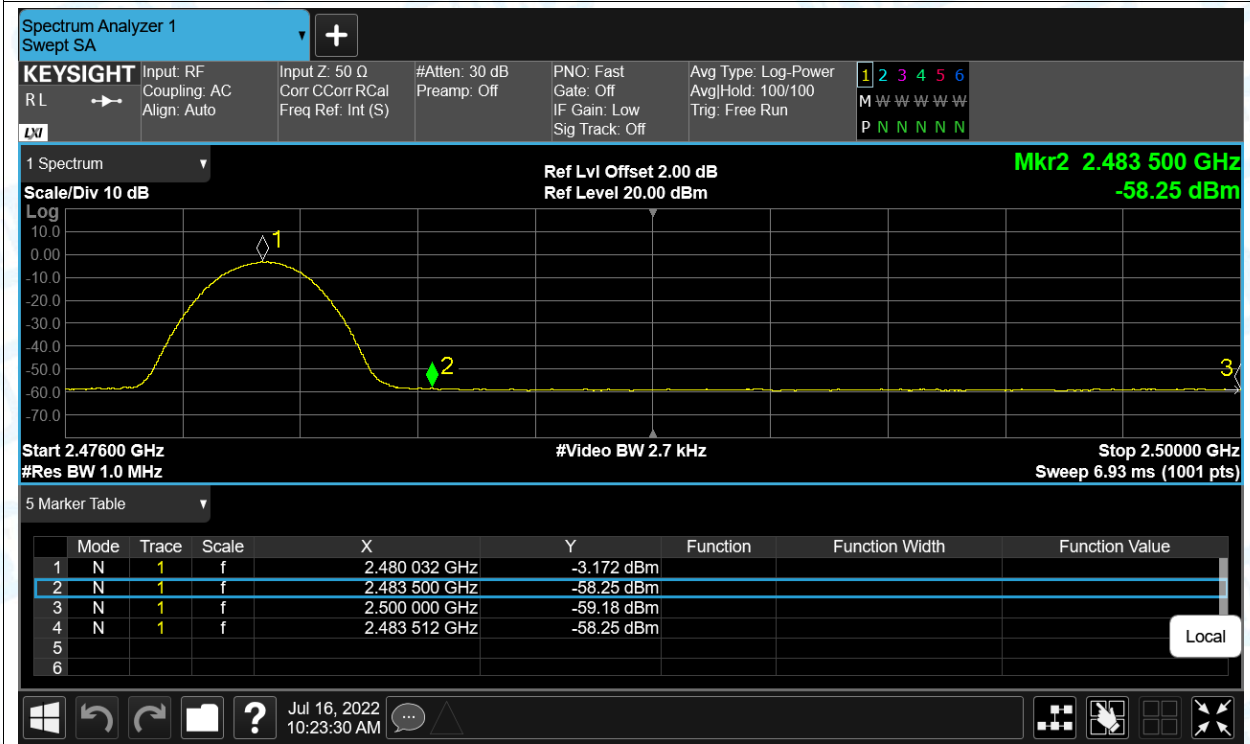 Spectrum Analyzer 1
Swept SA
+
KEYSIGHT Input: RF Input Z: 50 Ω #Atten: 30 dB PNO: Fast Avg Type: Log-Power 1 2 3 4 5 6
R L Coupling: AC Corr CCorr RCal Preamp: Off Gate: Off Avg|Hold: 100/100 M W W W W W
Align: Auto Freq Ref: Int (S) IF Gain: Low Trig: Free Run
LXI Sig Track: Off P N N N N N
1 Spectrum Ref Lvl Offset 2.00 dB Mkr2 2.483 500 GHz
Scale/Div 10 dB Ref Level 20.00 dBm -58.25 dBm
Log
10.0
1
0.00
-10.0
-20.0
-30.0
-40.0
-50.0 2 3
-60.0
-70.0
Start 2.47600 GHz #Video BW 2.7 kHz Stop 2.50000 GHz
#Res BW 1.0 MHz Sweep 6.93 ms (1001 pts)
5 Marker Table
Mode Trace Scale X Y Function Function Width Function Value
1 N 1 f 2.480 032 GHz -3.172 dBm
2 N 1 f 2.483 500 GHz -58.25 dBm
3 N 1 f 2.500 000 GHz -59.18 dBm
4 N 1 f 2.483 512 GHz -58.25 dBm
5
6
Local
? Jul 16, 2022
10:23:30 AM